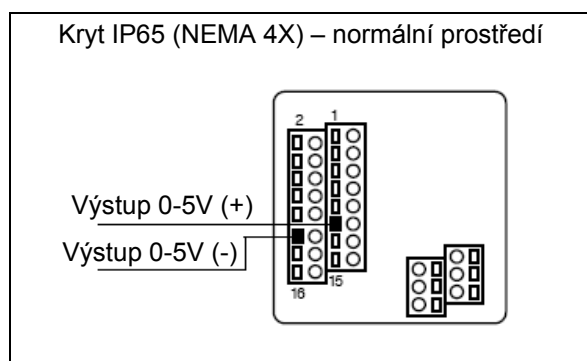 Kryt IP65 (NEMA 4X) – normální prostředí
2 1
Výstup 0-5V (+)
Výstup 0-5V (-)
16 15